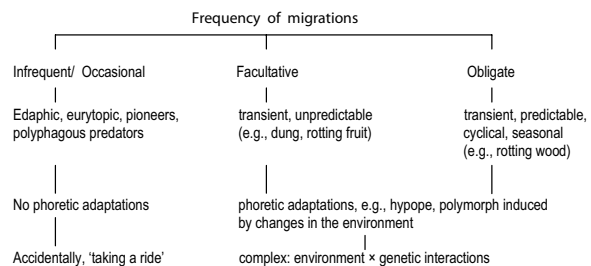 Frequency of migrations
Infrequent/ Occasional
Facultative
Obligate
Edaphic, eurytopic, pioneers,
polyphagous predators
transient, unpredictable
(e.g., dung, rotting fruit)
transient, predictable,
cyclical, seasonal
(e.g., rotting wood)
No phoretic adaptations
phoretic adaptations, e.g., hypope, polymorph induced
by changes in the environment
Accidentally, ‘taking a ride’
complex: environment × genetic interactions